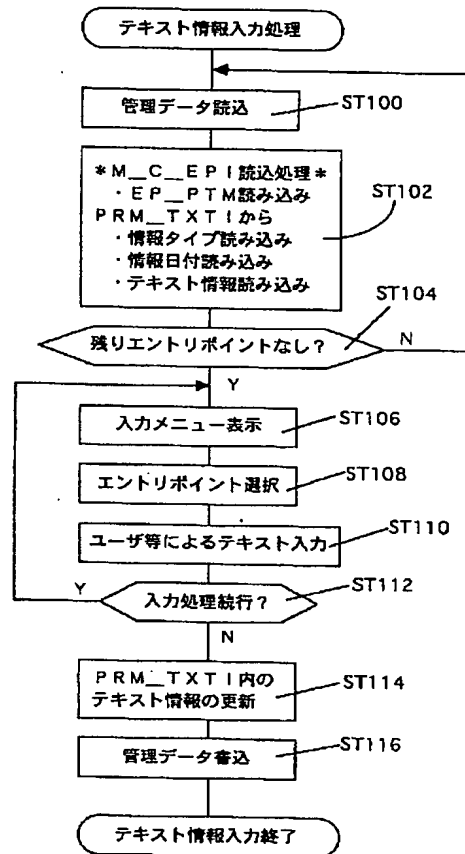 テキスト情報入力処理
管理データ読込
ST100
*M__C__EPI読込処理*
・EP__PTM読み込み
PRM__TXTIから
・情報タイプ読み込み
・情報日付読み込み
・テキスト情報読み込み
ST102
ST104
残りエントリポイントなし?
N
Y
入力メニュー表示
ST106
エントリポイント選択
ST108
ユーザ等によるテキスト入力
ST110
入力処理続行?
ST112
Y
N
PRM__TXTI内の
テキスト情報の更新
ST114
管理データ書込
ST116
テキスト情報入力終了